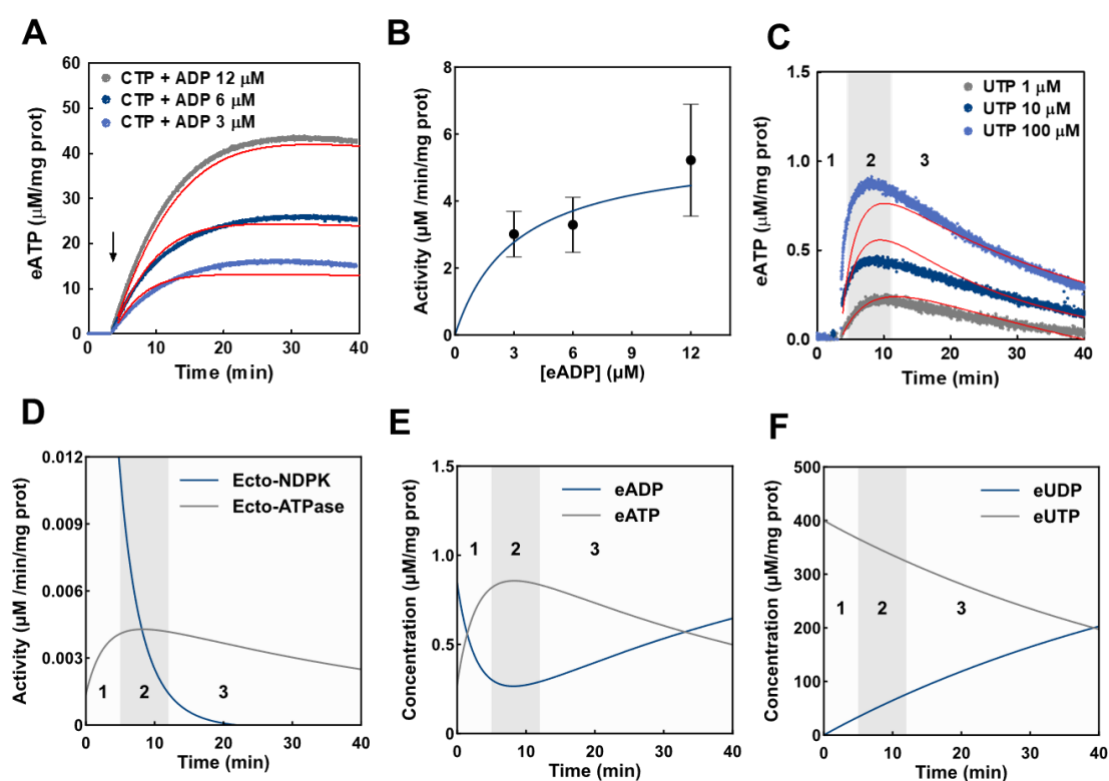 A
eATP (µM/mg prot)
60
50
40
30
20
10
0
CTP + ADP 12 µM
CTP + ADP 6 µM
CTP + ADP 3 µM
0 10 20 30 40
Time (min)
B
Activity (µM /min/mg prot)
8
6
4
2
0
0 3 6 9 12
[eADP] (µM)
C
eATP (µM/mg prot)
1.5
1.0
0.5
0.0
UTP 1 µM
UTP 10 µM
UTP 100 µM
1 2 3
0 10 20 30 40
Time (min)
D
Activity (µM /min/mg prot)
0.012
0.009
0.006
0.003
0
Ecto-NDPK
Ecto-ATPase
1 2 3
0 10 20 30 40
Time (min)
E
Concentration (µM/mg prot)
1.5
1.0
0.5
0
eADP
eATP
1 2 3
0 10 20 30 40
Time (min)
F
Concentration (µM/mg prot)
500
400
300
200
100
0
eUDP
eUTP
1 2 3
0 10 20 30 40
Time (min)